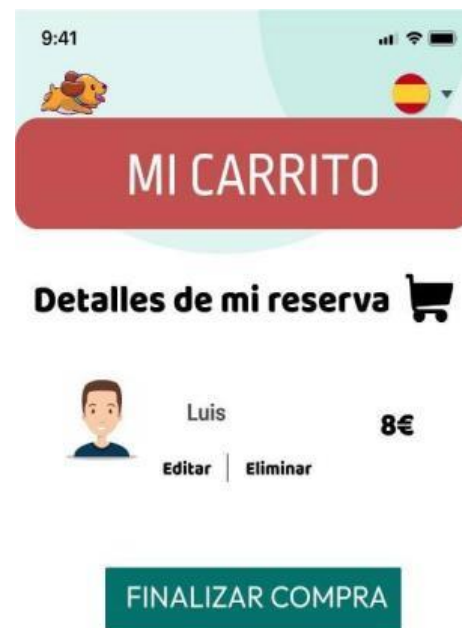 9:41
MI CARRITO
Detalles de mi reserva
Luis
8€
Editar | Eliminar
FINALIZAR COMPRA